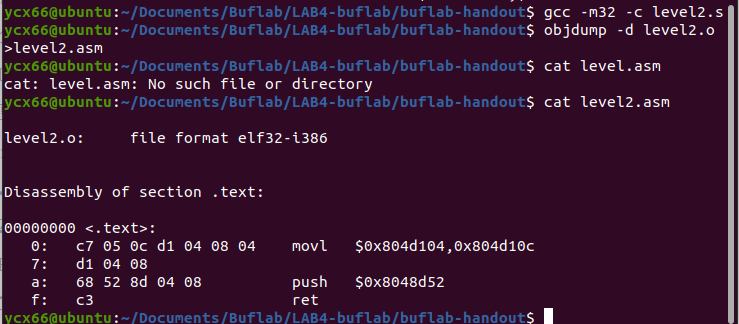 ycx66@ubuntu:~/Documents/Buflab/LAB4-buflab/buflab-handout$ gcc -m32 -c level2.s
ycx66@ubuntu:~/Documents/Buflab/LAB4-buflab/buflab-handout$ objdump -d level2.o
>level2.asm
ycx66@ubuntu:~/Documents/Buflab/LAB4-buflab/buflab-handout$ cat level.asm
cat: level.asm: No such file or directory
ycx66@ubuntu:~/Documents/Buflab/LAB4-buflab/buflab-handout$ cat level2.asm
level2.o:     file format elf32-i386
Disassembly of section .text:
00000000 <.text>:
   0:   c7 05 0c d1 04 08 04    movl   $0x804d104,0x804d10c
   7:   d1 04 08
   a:   68 52 8d 04 08          push   $0x8048d52
   f:   c3                      ret
ycx66@ubuntu:~/Documents/Buflab/LAB4-buflab/buflab-handout$